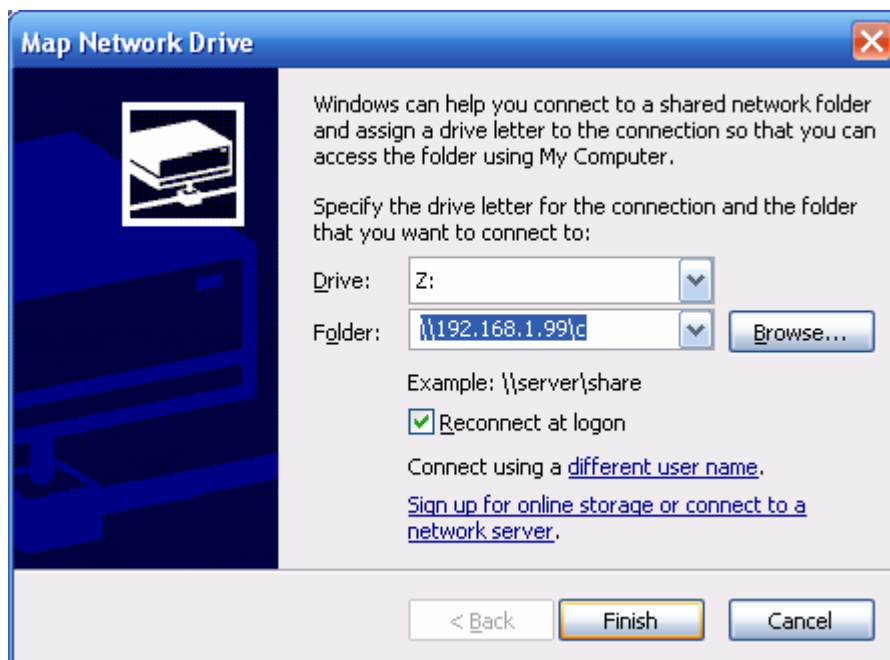 Map Network Drive
Windows can help you connect to a shared network folder
and assign a drive letter to the connection so that you can
access the folder using My Computer.
Specify the drive letter for the connection and the folder
that you want to connect to:
Drive: Z:
Folder: \\192.168.1.99\c Browse...
Example: \\server\share
Reconnect at logon
Connect using a different user name.
Sign up for online storage or connect to a
network server.
< Back Finish Cancel